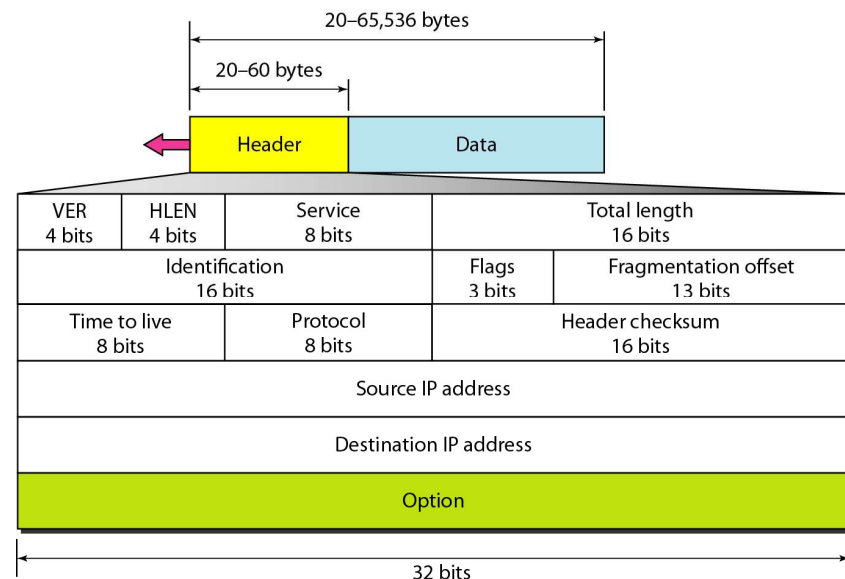 20–65,536 bytes
20–60 bytes
Header
Data
VER
4 bits
HLEN
4 bits
Service
8 bits
Total length
16 bits
Identification
16 bits
Flags
3 bits
Fragmentation offset
13 bits
Time to live
8 bits
Protocol
8 bits
Header checksum
16 bits
Source IP address
Destination IP address
Option
32 bits